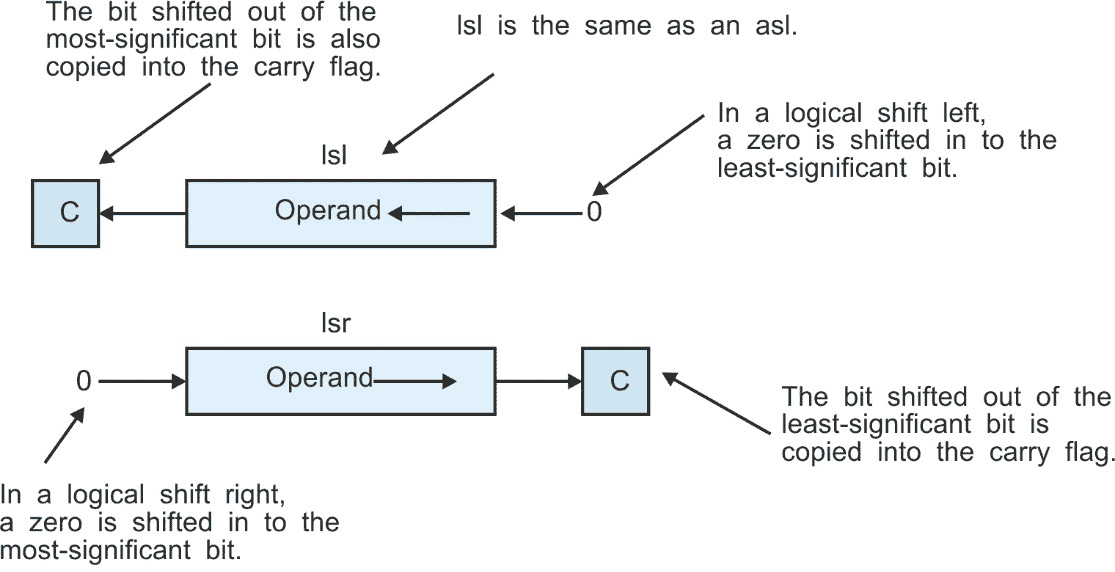 The bit shifted out of the
most-significant bit is also
copied into the carry flag.
lsl is the same as an asl.
In a logical shift left,
a zero is shifted in to the
least-significant bit.
lsl
C
Operand
0
lsr
0
Operand
C
The bit shifted out of the
least-significant bit is
copied into the carry flag.
In a logical shift right,
a zero is shifted in to the
most-significant bit.